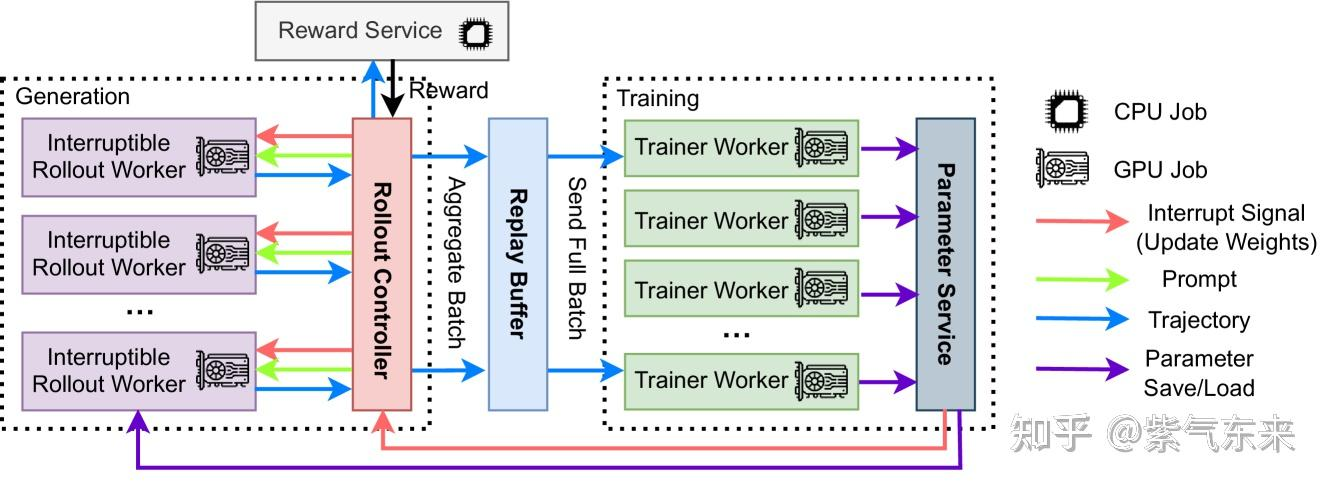 Reward Service
Reward
Generation
Interruptible
Rollout Worker
Interruptible
Rollout Worker
...
Interruptible
Rollout Worker
Rollout Controller
Aggregate Batch
Replay Buffer
Send Full Batch
Training
Trainer Worker
Trainer Worker
Trainer Worker
...
Trainer Worker
Parameter Service
CPU Job
GPU Job
Interrupt Signal
(Update Weights)
Prompt
Trajectory
Parameter
Save/Load
知乎 @紫气东来